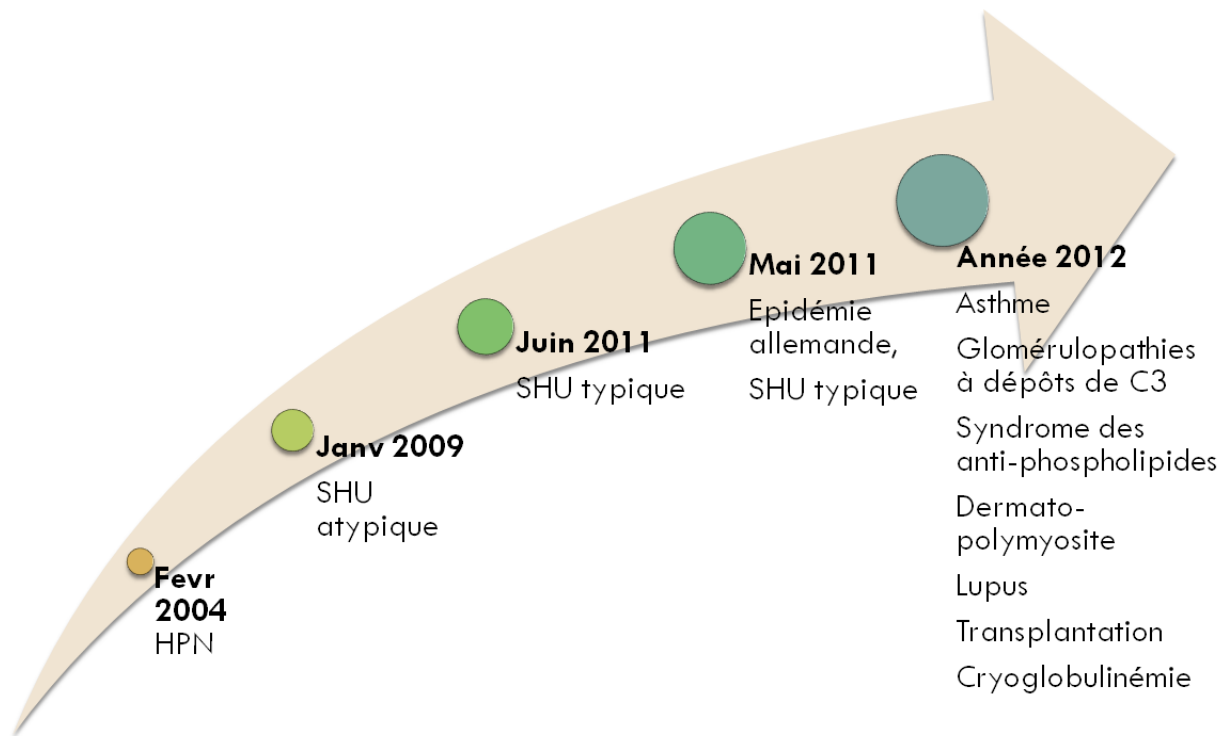 Fevr
2004
HPN
Janv 2009
SHU
atypique
Juin 2011
SHU typique
Mai 2011
Epidémie
allemande,
SHU typique
Année 2012
Asthme
Glomérulopathies
à dépôts de C3
Syndrome des
anti-phospholipides
Dermato-
polymyosite
Lupus
Transplantation
Cryoglobulinémie